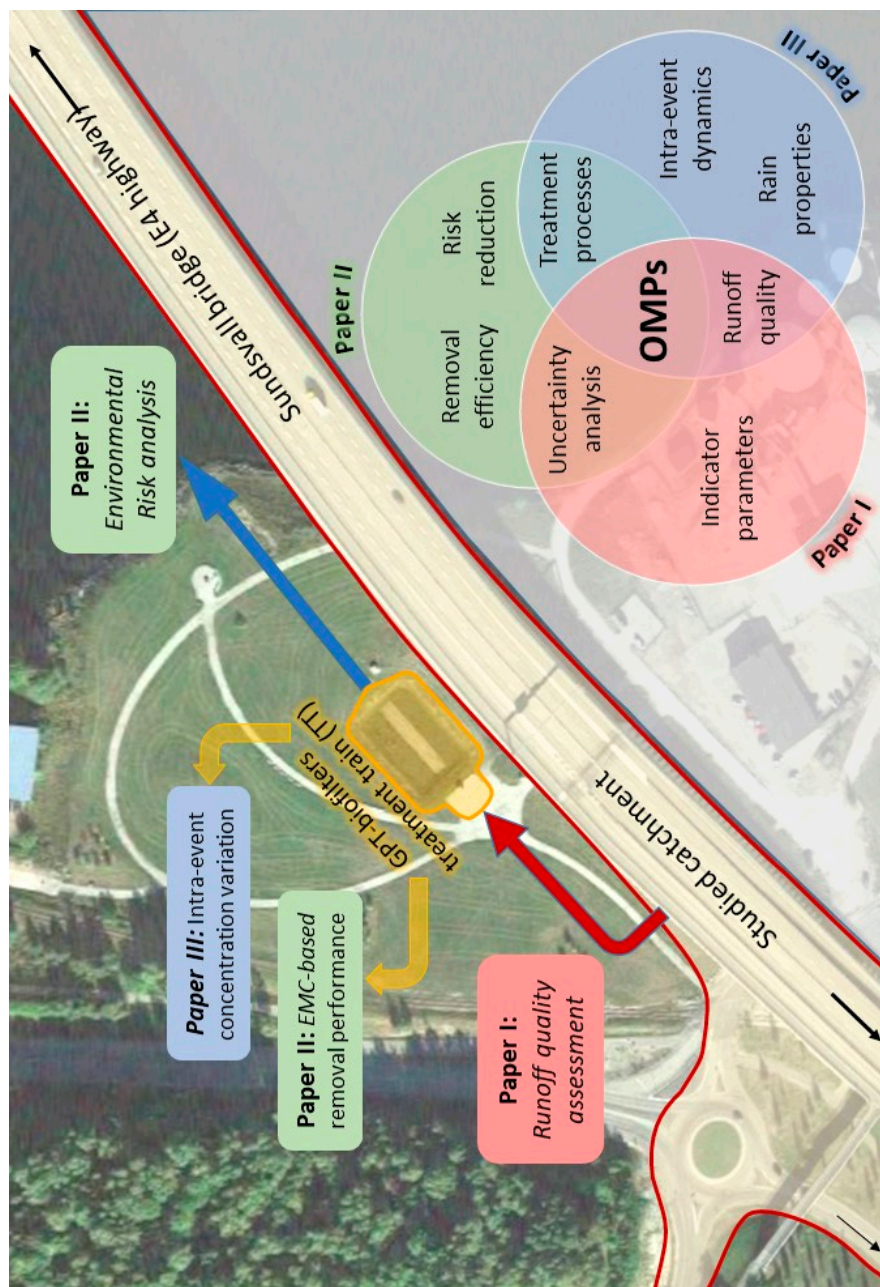 Paper III: Intra-event
concentration variation
Paper II: Environmental
Risk analysis
Sundsvall bridge (E4 highway)
Paper II: EMC-based
removal performance
GPT-biofilters
treatment train (TT)
Paper I:
Runoff quality
assessment
Studied catchment
Paper II
Removal
efficiency
Risk
reduction
Uncertainty
analysis
Treatment
processes
OMPs
Indicator
parameters
Runoff
quality
Intra-event
dynamics
Rain
properties
Paper I
Paper III